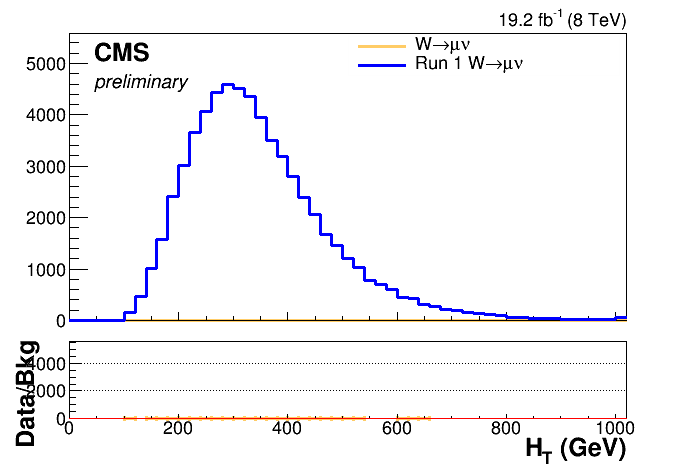 19.2 fb⁻¹ (8 TeV)
CMS
preliminary
W→μν
Run 1 W→μν
5000
4000
3000
2000
1000
0
Data/Bkg
4000
2000
0
0 200 400 600 800 1000
H_T (GeV)